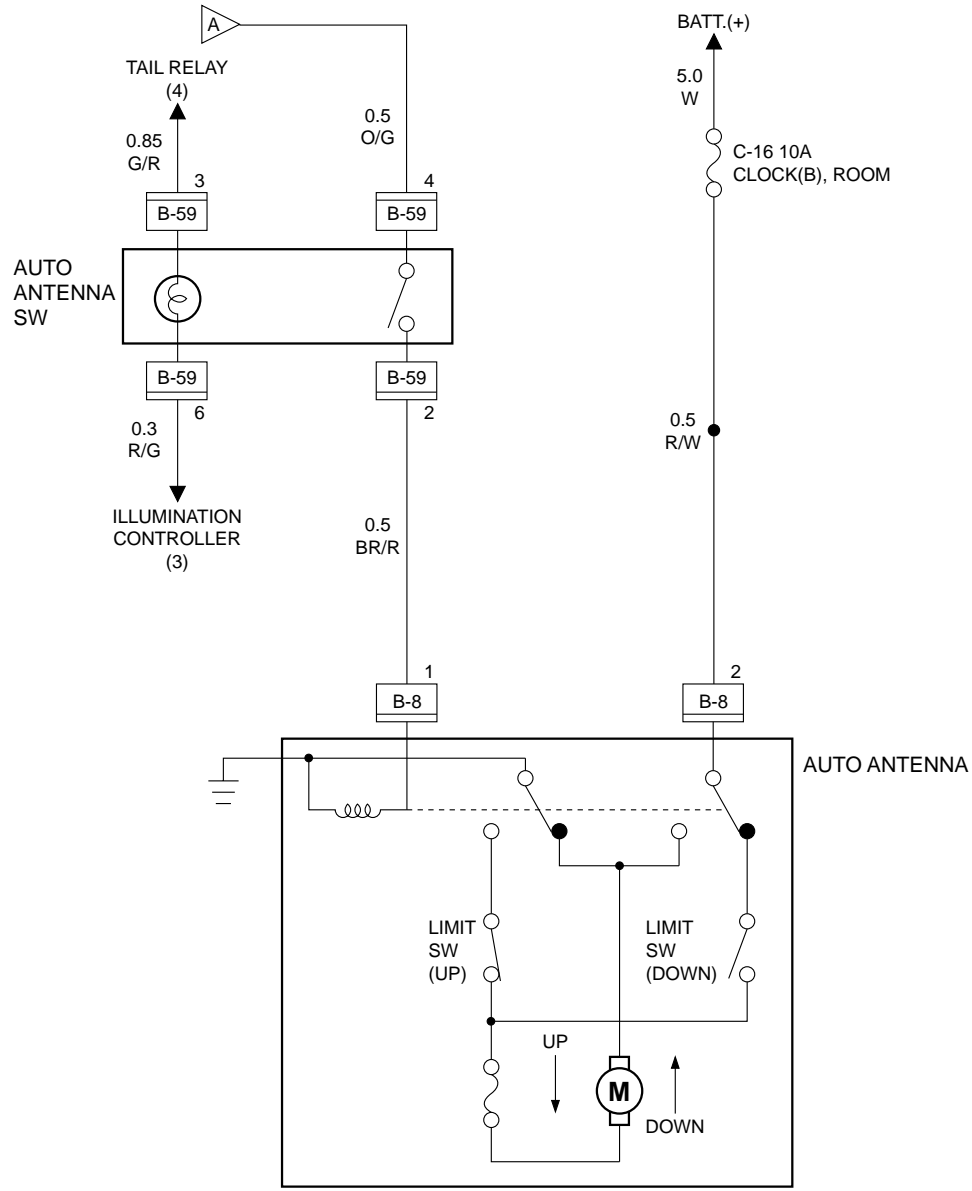 A
BATT.(+)
TAIL RELAY
(4)
5.0
W
0.85
G/R
0.5
O/G
C-16 10A
CLOCK(B), ROOM
3
4
B-59
B-59
AUTO
ANTENNA
SW
B-59
B-59
6
2
0.3
R/G
0.5
R/W
ILLUMINATION
CONTROLLER
(3)
0.5
BR/R
1
2
B-8
B-8
AUTO ANTENNA
LIMIT
SW
(UP)
LIMIT
SW
(DOWN)
UP
M
DOWN